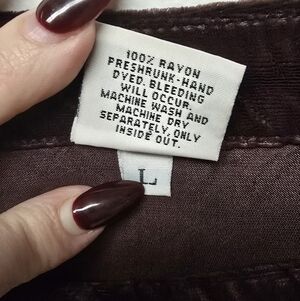 100% RAYON
PRESHRUNK-HAND
DYED. BLEEDING
WILL OCCUR.
MACHINE WASH AND
MACHINE DRY
SEPARATELY, ONLY
INSIDE OUT.
L